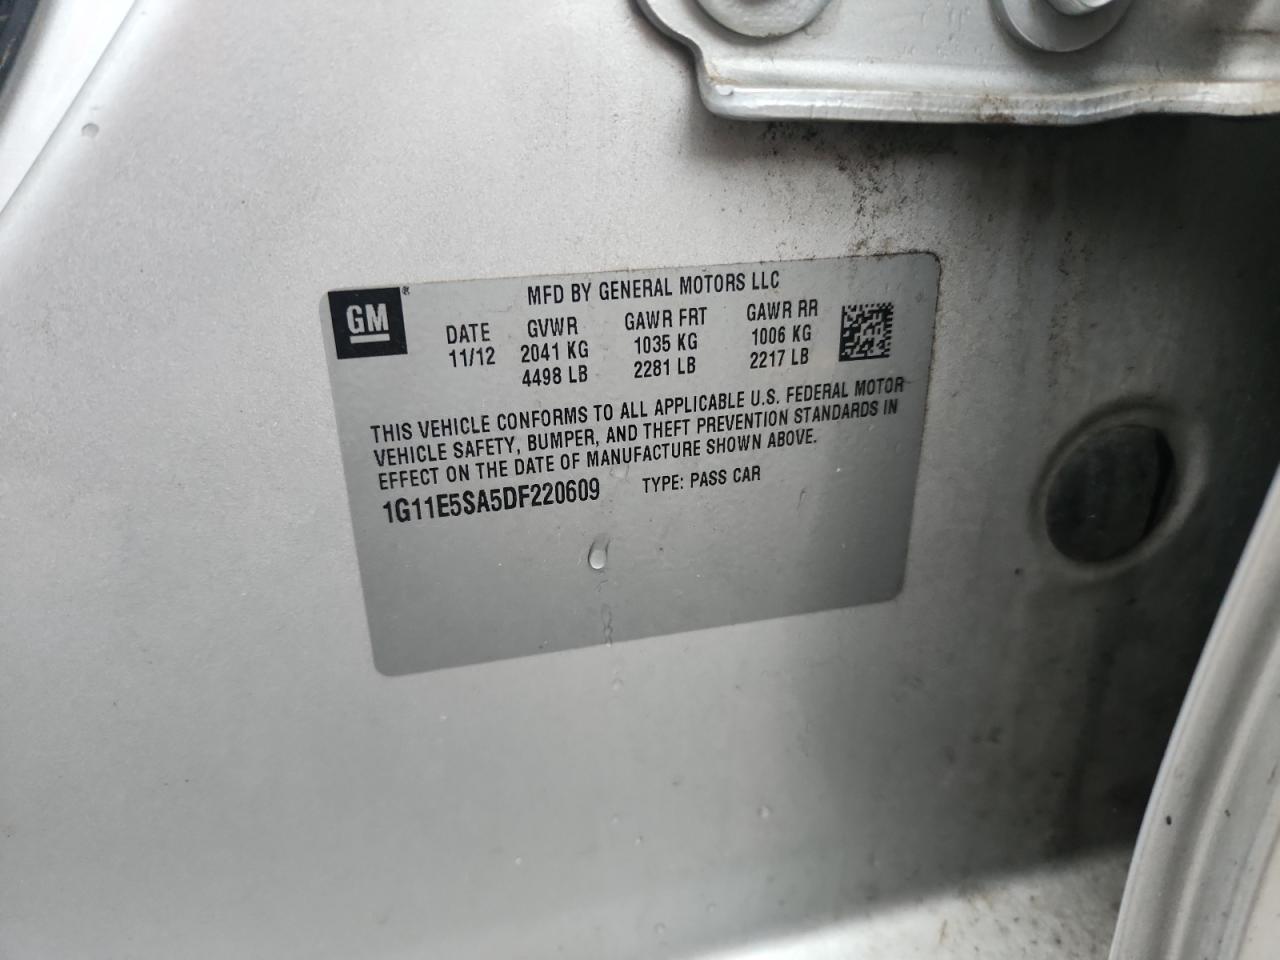 GM®
MFD BY GENERAL MOTORS LLC
DATE GVWR GAWR FRT GAWR RR
11/12 2041 KG 1035 KG 1006 KG
4498 LB 2281 LB 2217 LB
THIS VEHICLE CONFORMS TO ALL APPLICABLE U.S. FEDERAL MOTOR
VEHICLE SAFETY, BUMPER, AND THEFT PREVENTION STANDARDS IN
EFFECT ON THE DATE OF MANUFACTURE SHOWN ABOVE.
1G11E5SA5DF220609 TYPE: PASS CAR